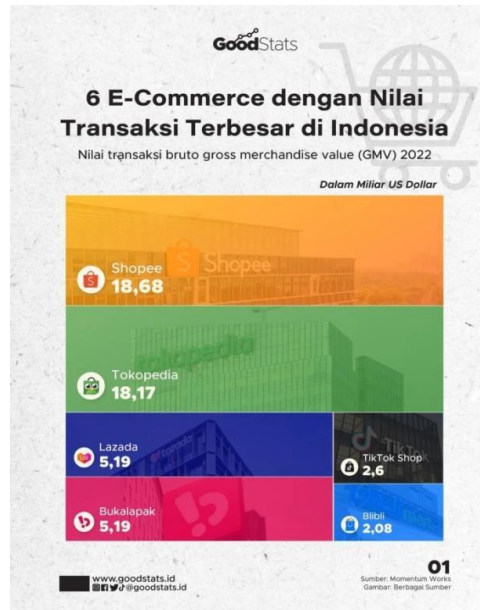 GoodStats
6 E-Commerce dengan Nilai
Transaksi Terbesar di Indonesia
Nilai transaksi bruto gross merchandise value (GMV) 2022
Dalam Miliar US Dollar
Shopee
Shopee
18,68
tokopedia
Tokopedia
18,17
Lazada
Lazada
5,19
TikTok
TikTok Shop
2,6
Bukalapak
5,19
Blibli
2,08
www.goodstats.id
@goodstats.id
01
Sumber: Momentum Works
Gambar: Berbagai Sumber